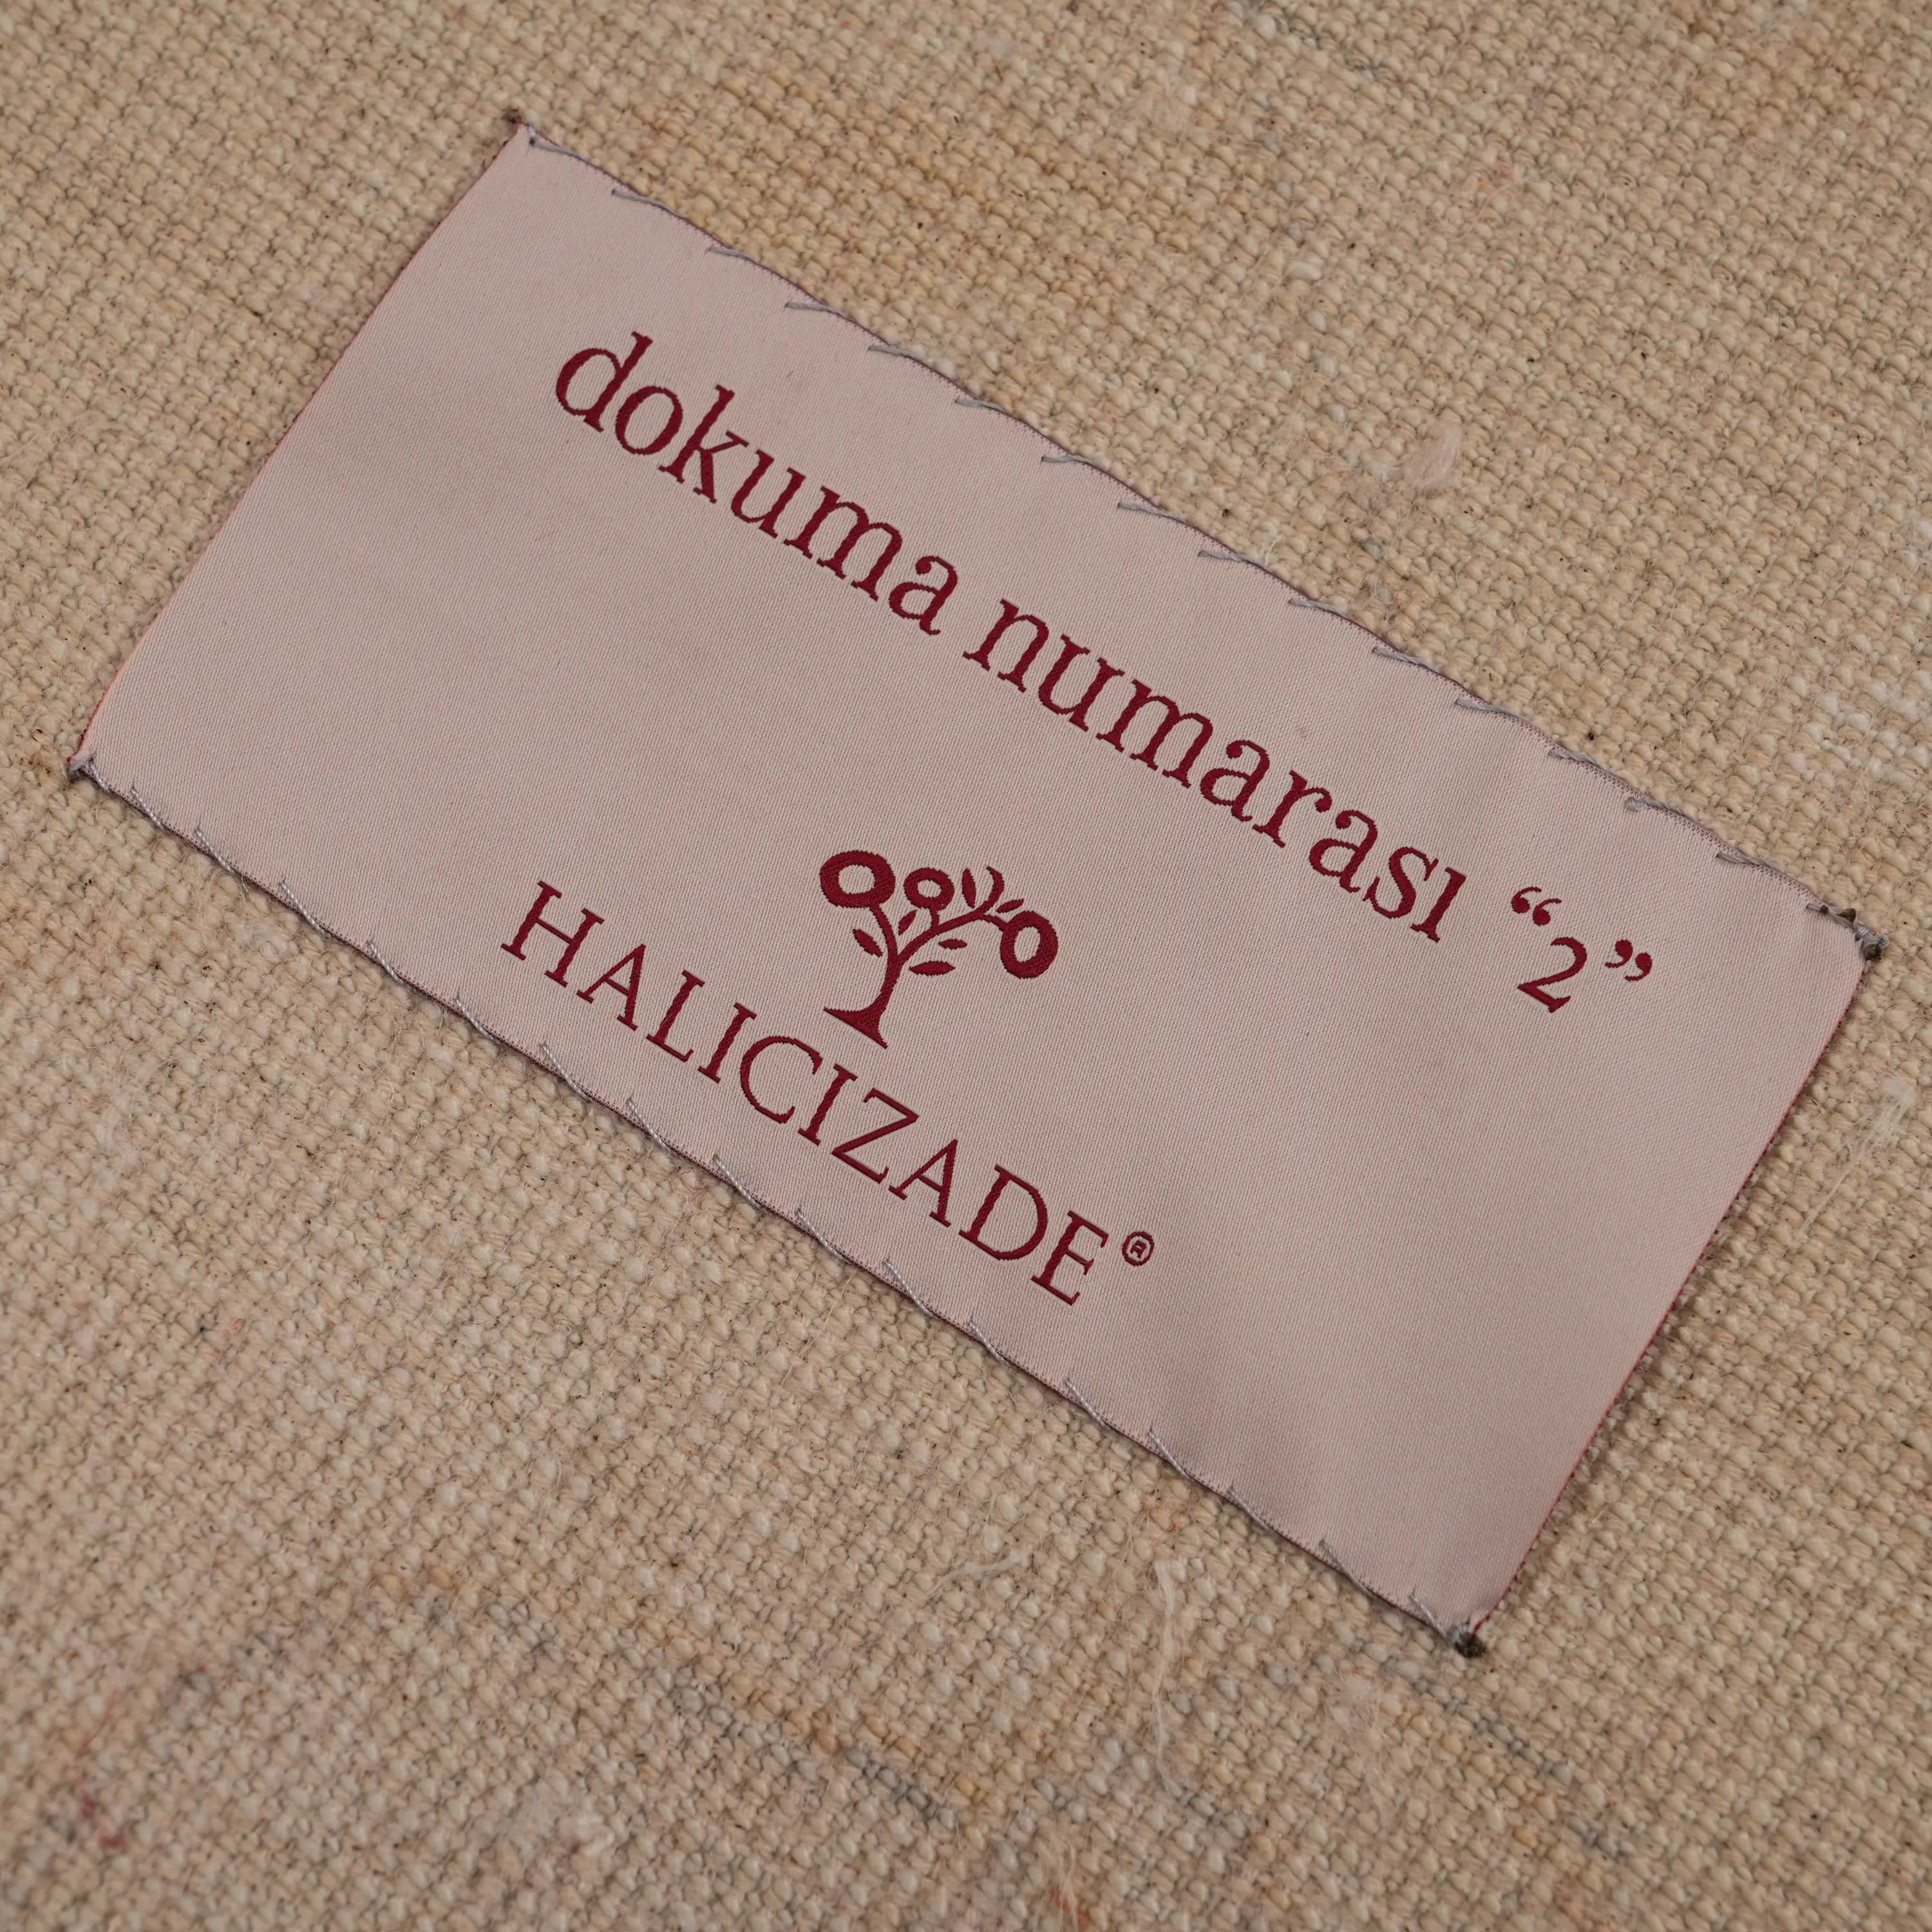 dokuma numarası “2”
HALICIZADE®